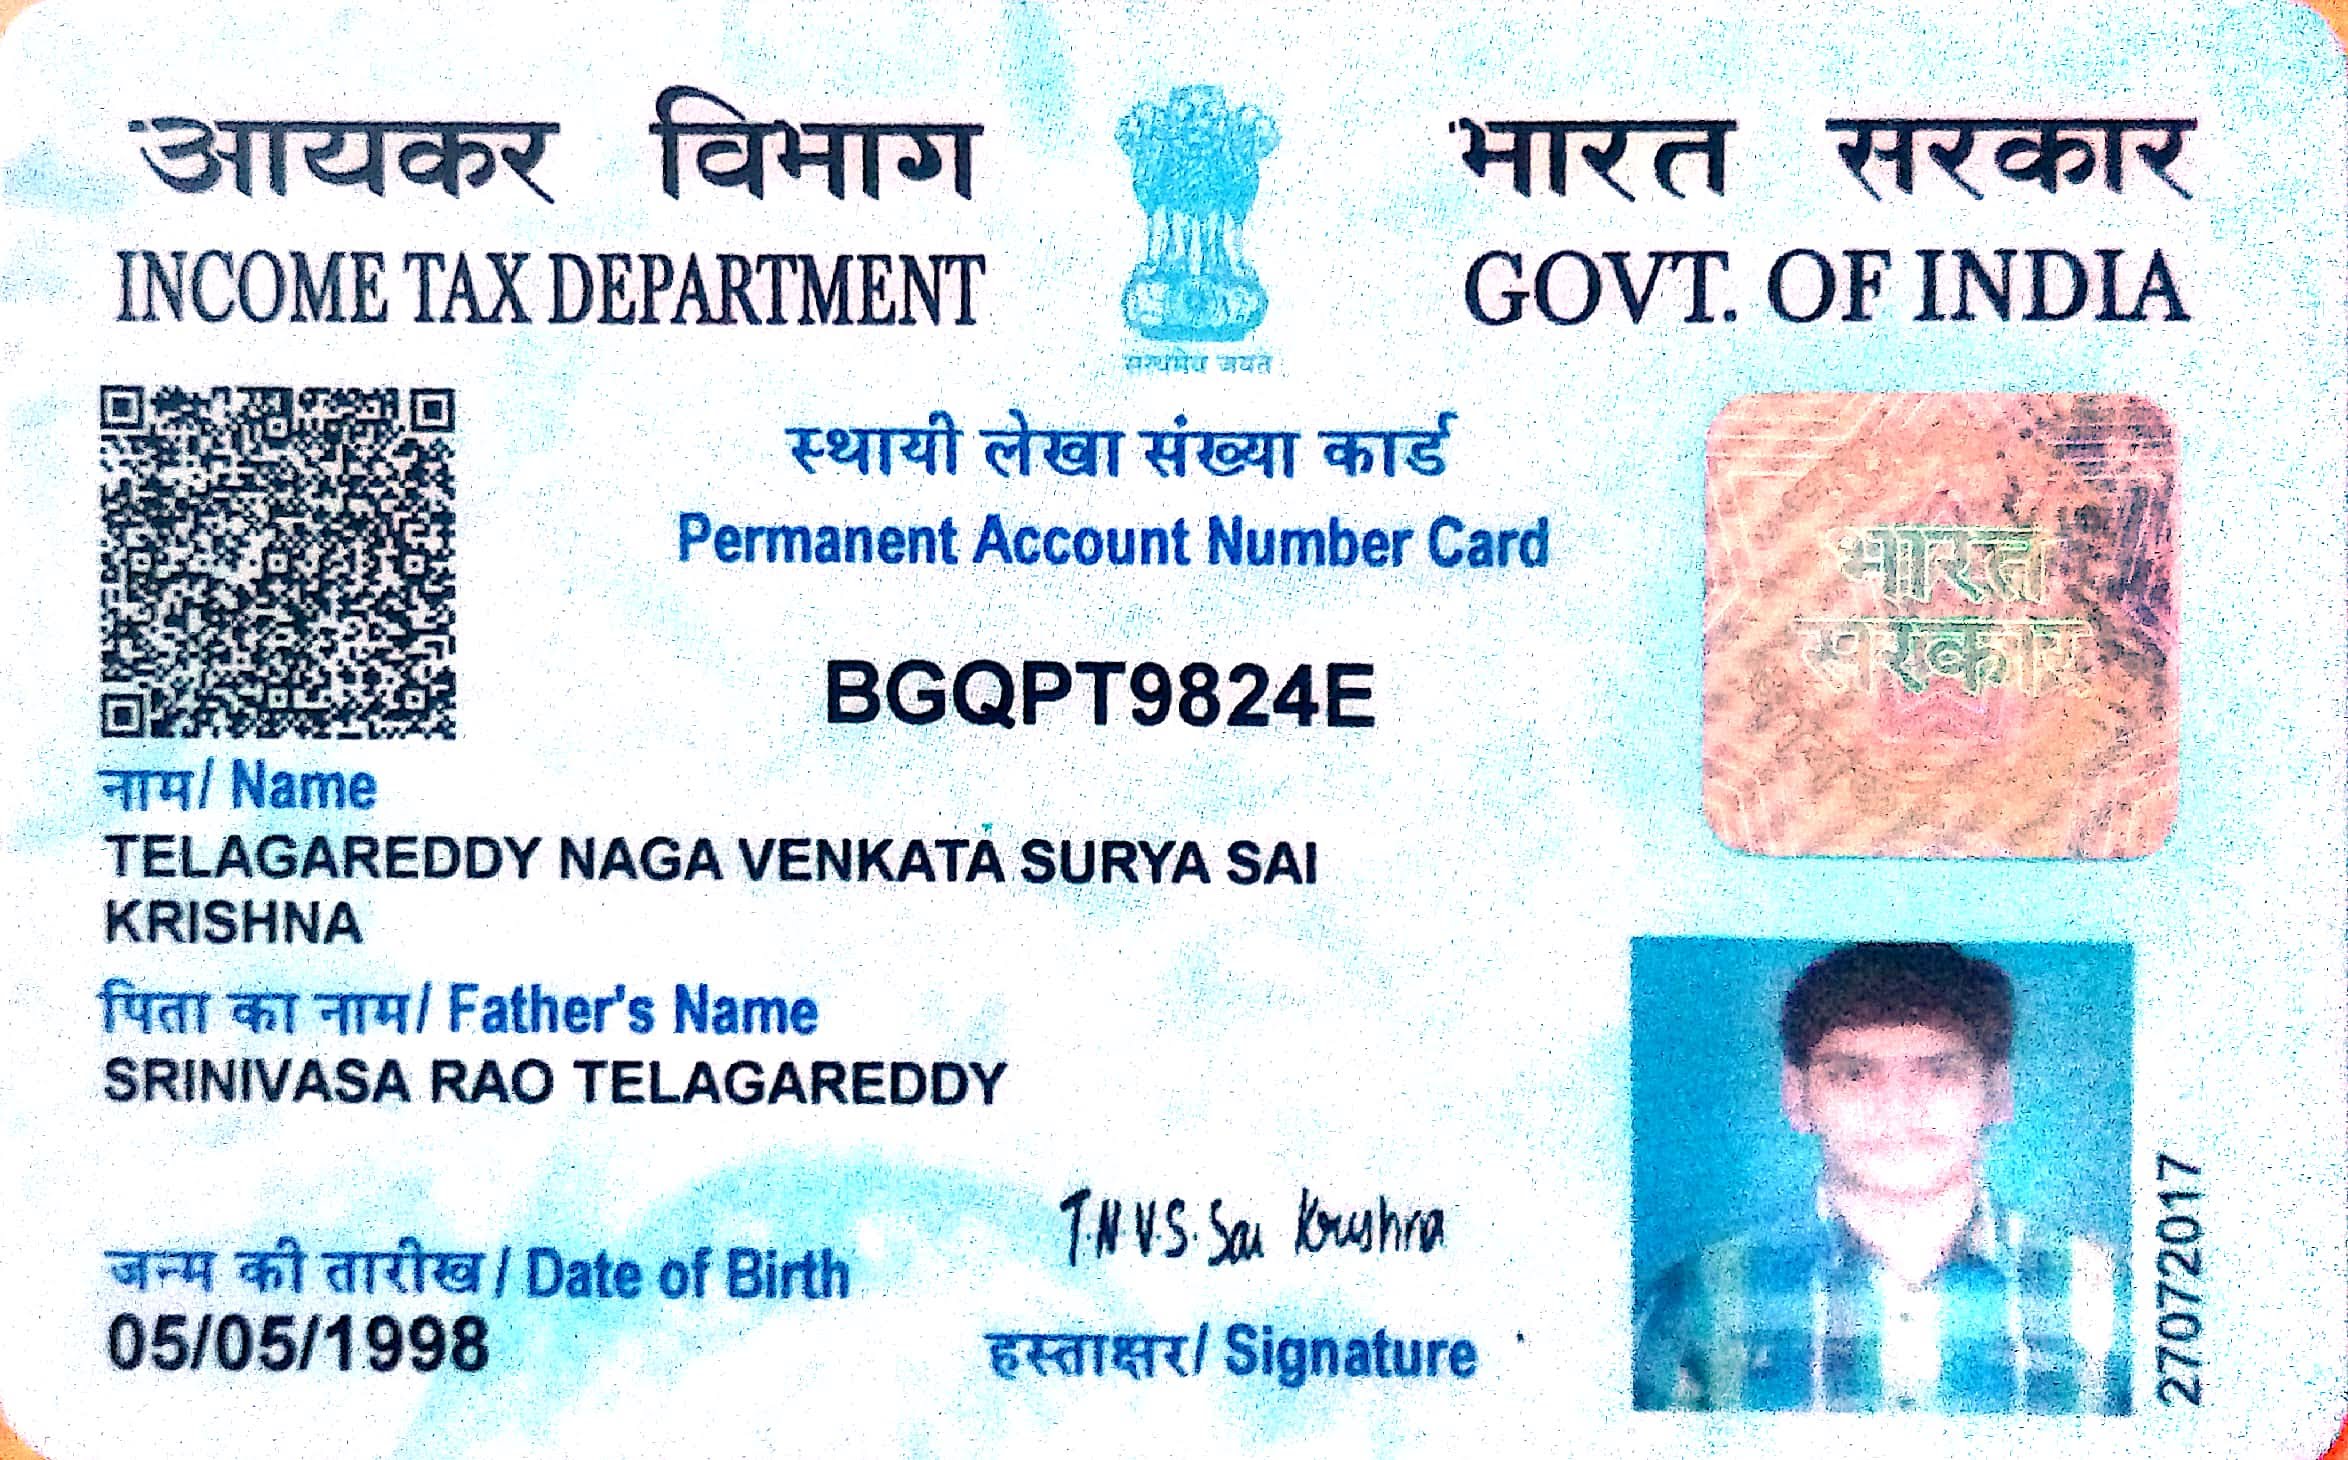 आयकर विभाग
INCOME TAX DEPARTMENT
भारत सरकार
GOVT. OF INDIA
सत्यमेव जयते
स्थायी लेखा संख्या कार्ड
Permanent Account Number Card
BGQPT9824E
भारत
सरकार
नाम/ Name
TELAGAREDDY NAGA VENKATA SURYA SAI
KRISHNA
पिता का नाम/ Father's Name
SRINIVASA RAO TELAGAREDDY
जन्म की तारीख / Date of Birth
05/05/1998
T.N.V.S. Sai Krishna
हस्ताक्षर/ Signature
27072017